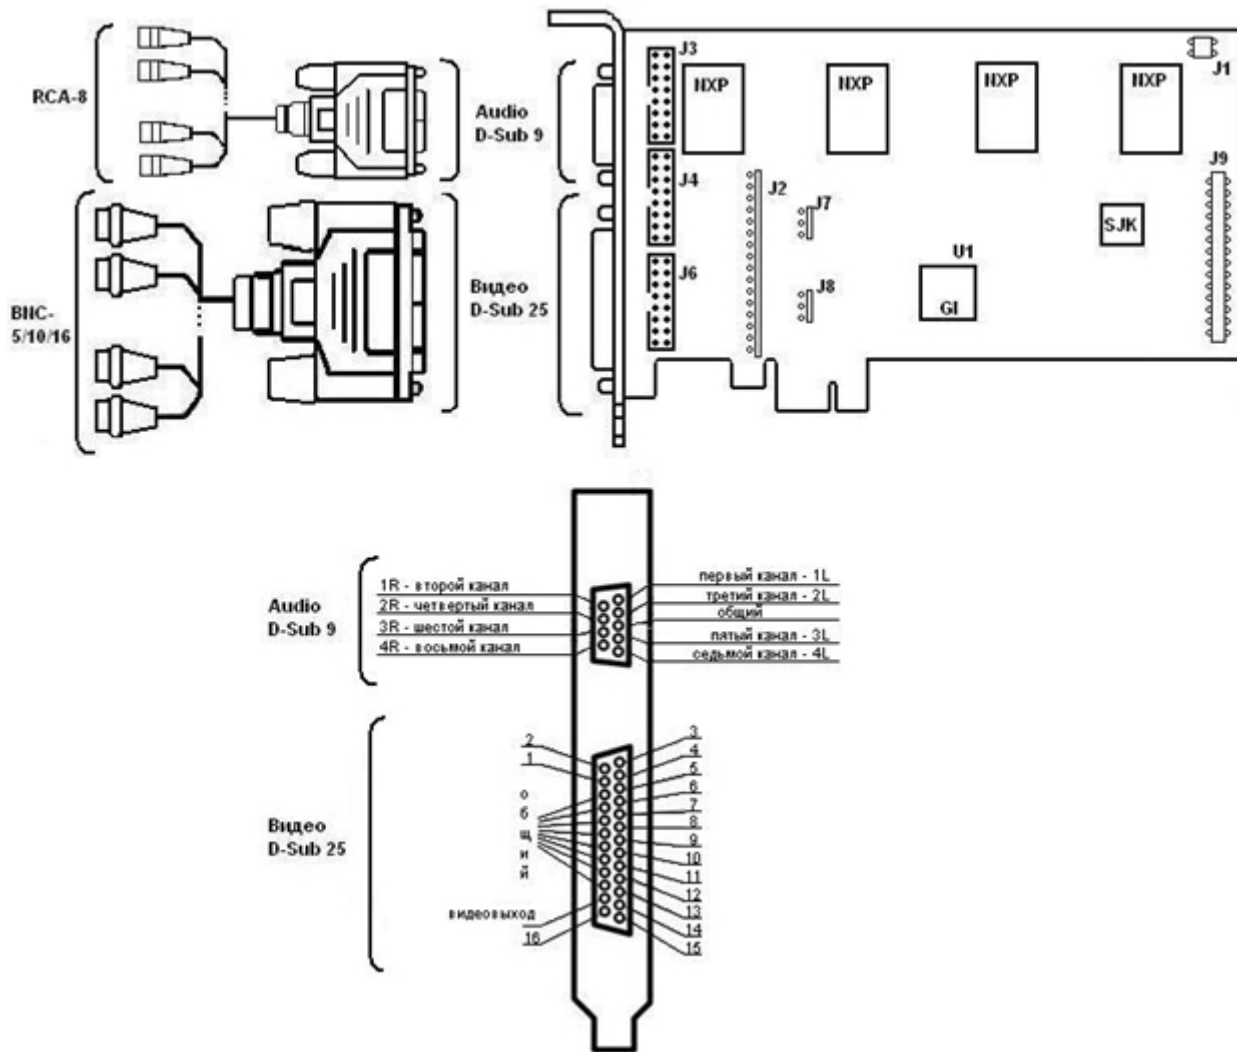 RCA-8
Audio
D-Sub 9
BNC-
5/10/16
Видео
D-Sub 25
J3
NXP
NXP
NXP
NXP
J1
J4
J2
J7
J9
SJK
J6
J8
U1
GI
Audio
D-Sub 9
1R - второй канал
2R - четвертый канал
3R - шестой канал
4R - восьмой канал
первый канал - 1L
третий канал - 2L
общий
пятый канал - 3L
седьмой канал - 4L
Видео
D-Sub 25
2
1
о
б
щ
и
й
видеовыход
16
3
4
5
6
7
8
9
10
11
12
13
14
15